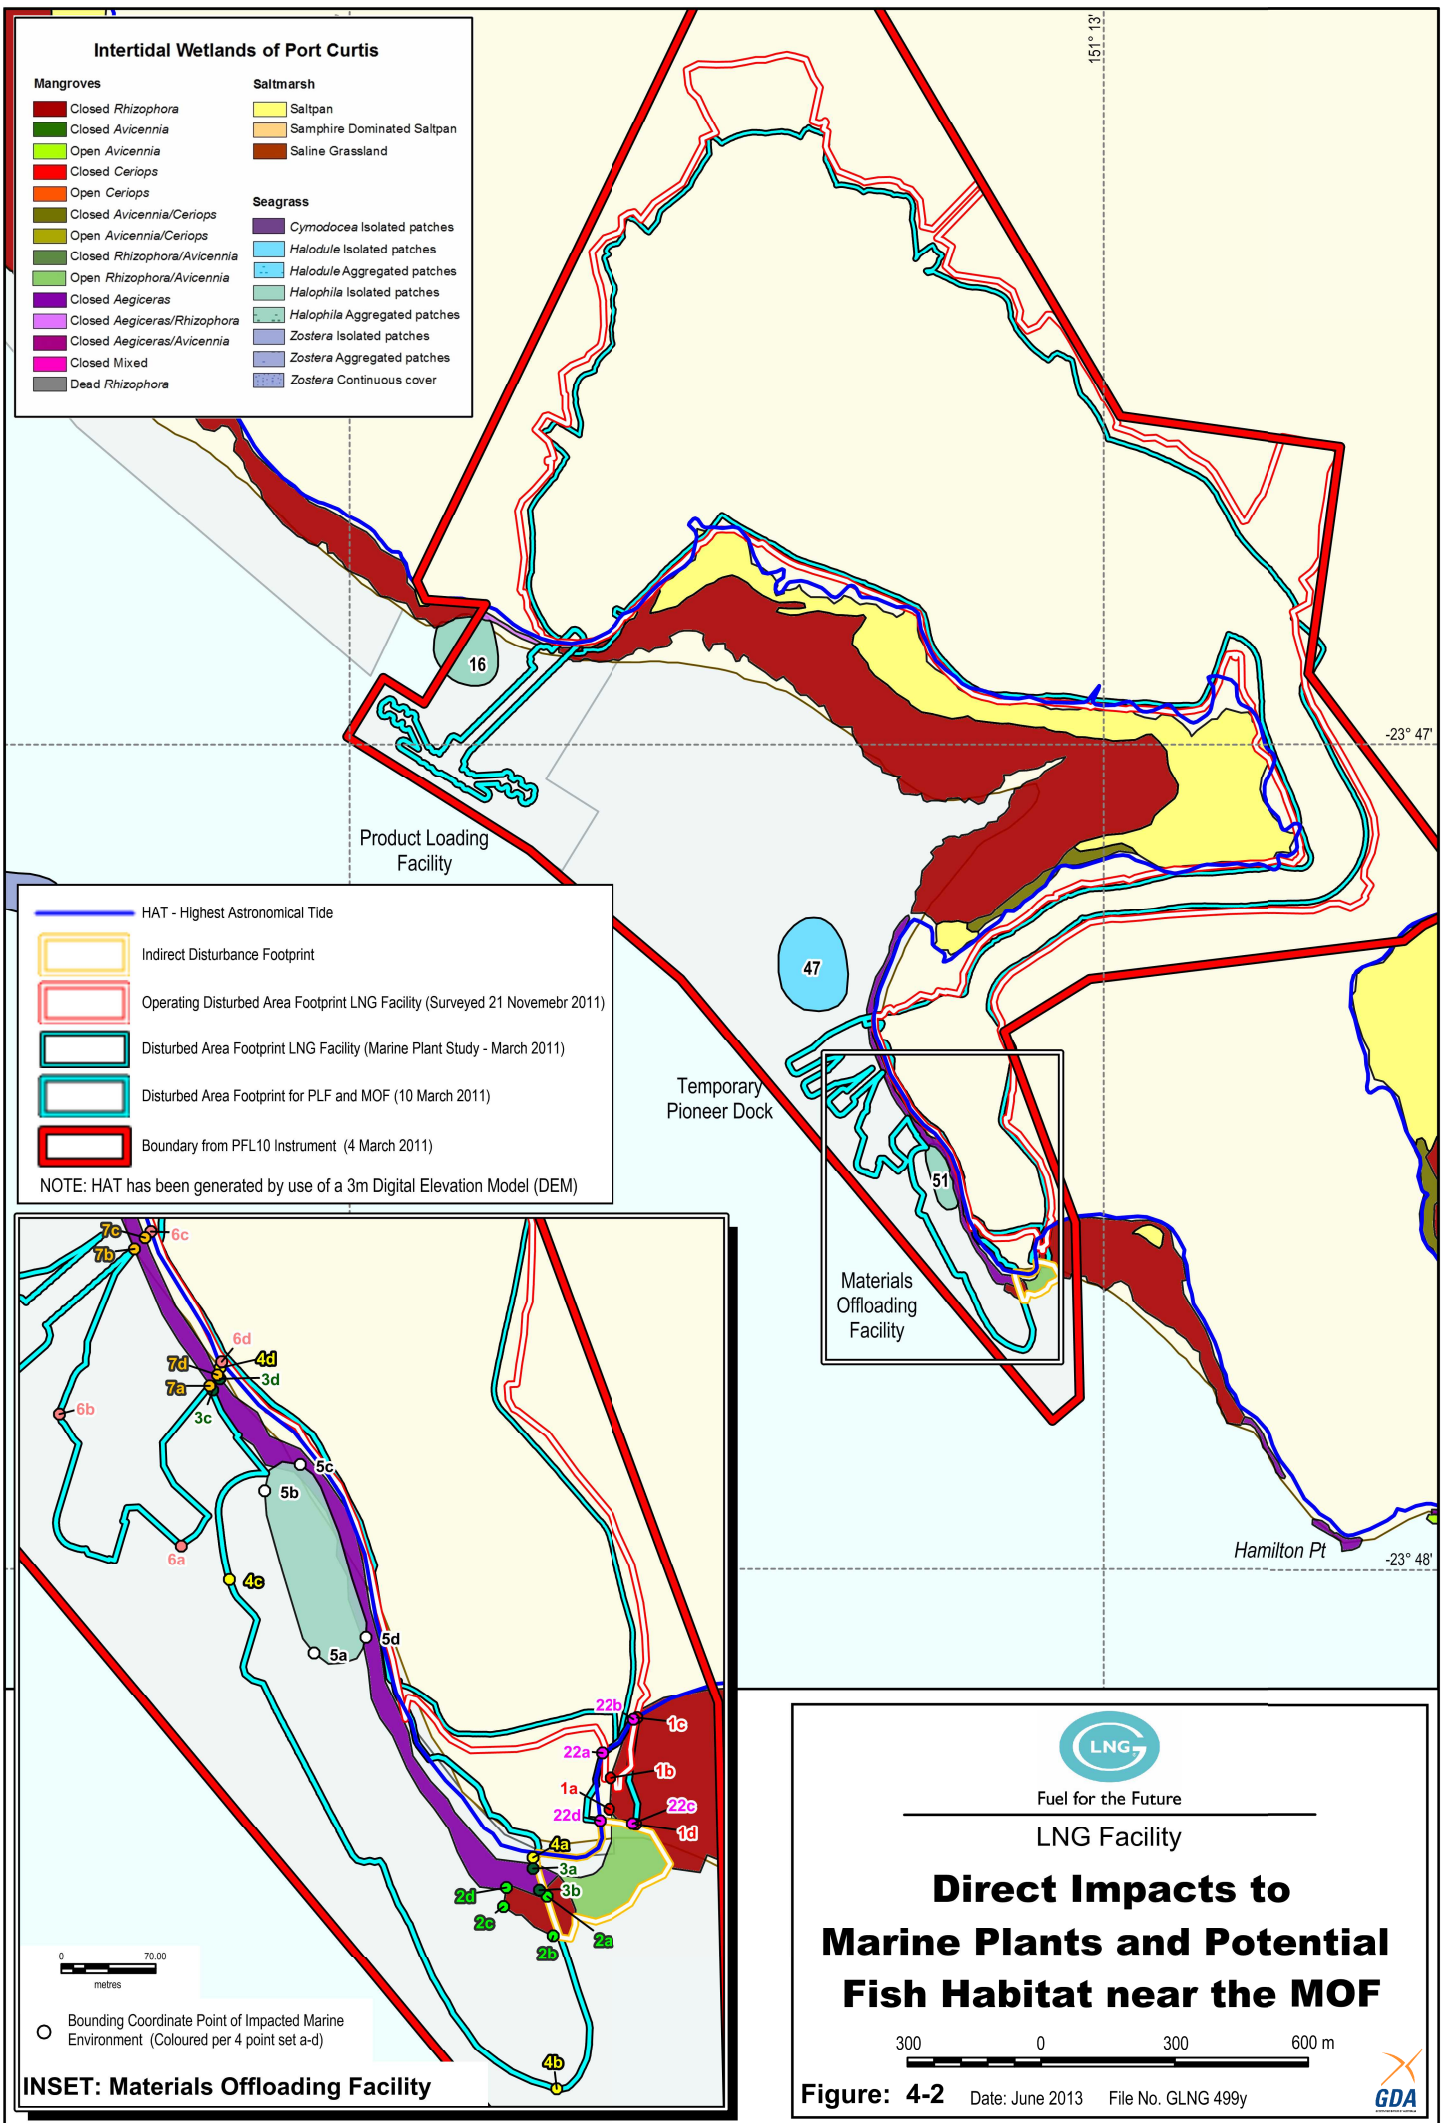 Intertidal Wetlands of Port Curtis
Mangroves
Closed Rhizophora
Closed Avicennia
Open Avicennia
Closed Ceriops
Open Ceriops
Closed Avicennia/Ceriops
Open Avicennia/Ceriops
Closed Rhizophora/Avicennia
Open Rhizophora/Avicennia
Closed Aegiceras
Closed Aegiceras/Rhizophora
Closed Aegiceras/Avicennia
Closed Mixed
Dead Rhizophora
Saltmarsh
Saltpan
Samphire Dominated Saltpan
Saline Grassland
Seagrass
Cymodocea Isolated patches
Halodule Isolated patches
Halodule Aggregated patches
Halophila Isolated patches
Halophila Aggregated patches
Zostera Isolated patches
Zostera Aggregated patches
Zostera Continuous cover
151° 13'
16
-23° 47'
Product Loading
Facility
47
Temporary
Pioneer Dock
51
Materials
Offloading
Facility
Hamilton Pt
-23° 48'
HAT - Highest Astronomical Tide
Indirect Disturbance Footprint
Operating Disturbed Area Footprint LNG Facility (Surveyed 21 Novemebr 2011)
Disturbed Area Footprint LNG Facility (Marine Plant Study - March 2011)
Disturbed Area Footprint for PLF and MOF (10 March 2011)
Boundary from PFL10 Instrument (4 March 2011)
NOTE: HAT has been generated by use of a 3m Digital Elevation Model (DEM)
7c
6c
7b
6d
7d
4d
7a
3d
3c
6b
5c
5b
6a
4c
5d
5a
22b
1c
22a
1b
1a
22c
22d
1d
4a
3a
3b
2d
2c
2a
2b
4b
0 70.00
metres
Bounding Coordinate Point of Impacted Marine
Environment (Coloured per 4 point set a-d)
INSET: Materials Offloading Facility
LNG
Fuel for the Future
LNG Facility
Direct Impacts to
Marine Plants and Potential
Fish Habitat near the MOF
300 0 300 600 m
Figure: 4-2 Date: June 2013 File No. GLNG 499y
GDA